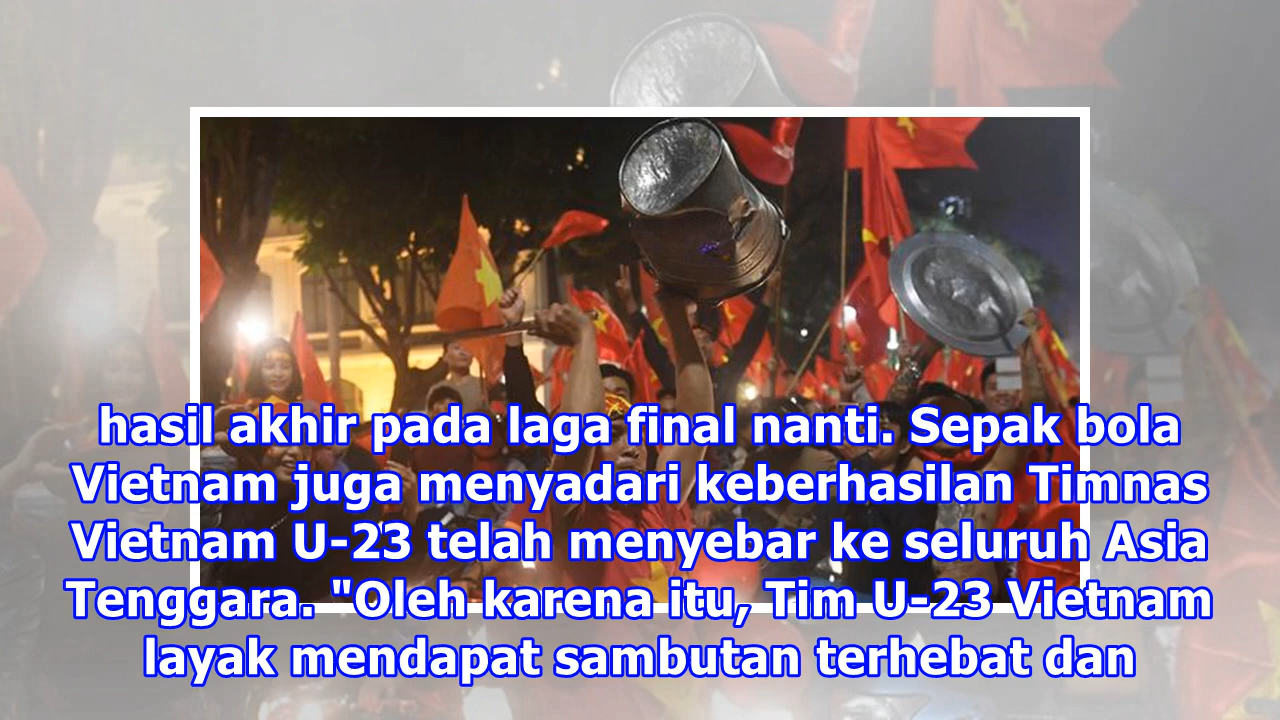 hasil akhir pada laga final nanti. Sepak bola
Vietnam juga menyadari keberhasilan Timnas
Vietnam U-23 telah menyebar ke seluruh Asia
Tenggara. "Oleh karena itu, Tim U-23 Vietnam
layak mendapat sambutan terhebat dan